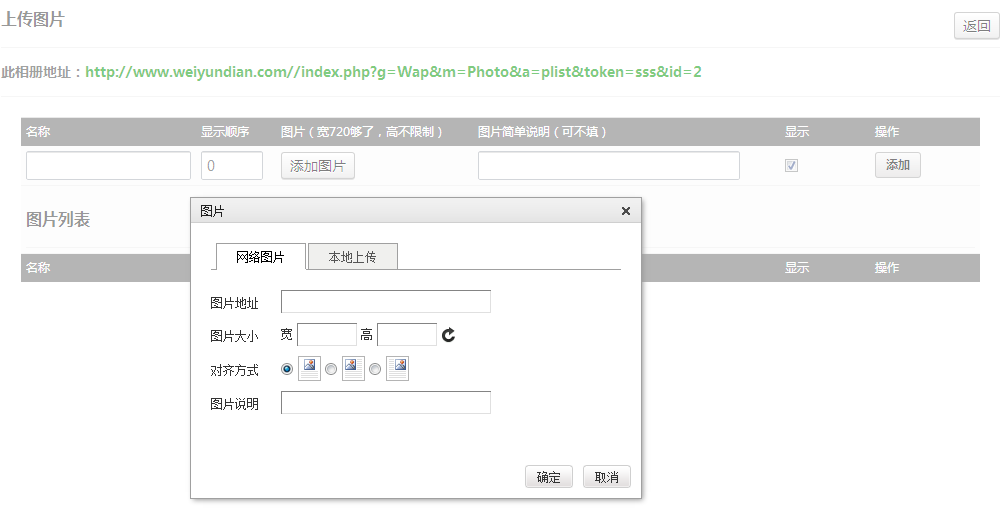 上传图片
返回
此相册地址：http://www.weiyundian.com//index.php?g=Wap&m=Photo&a=plist&token=sss&id=2
名称 显示顺序 图片（宽720够了，高不限制） 图片简单说明（可不填） 显示 操作
0 添加图片 添加
图片列表
名称 显示 操作
图片
网络图片 本地上传
图片地址
图片大小 宽 高
对齐方式
图片说明
确定 取消